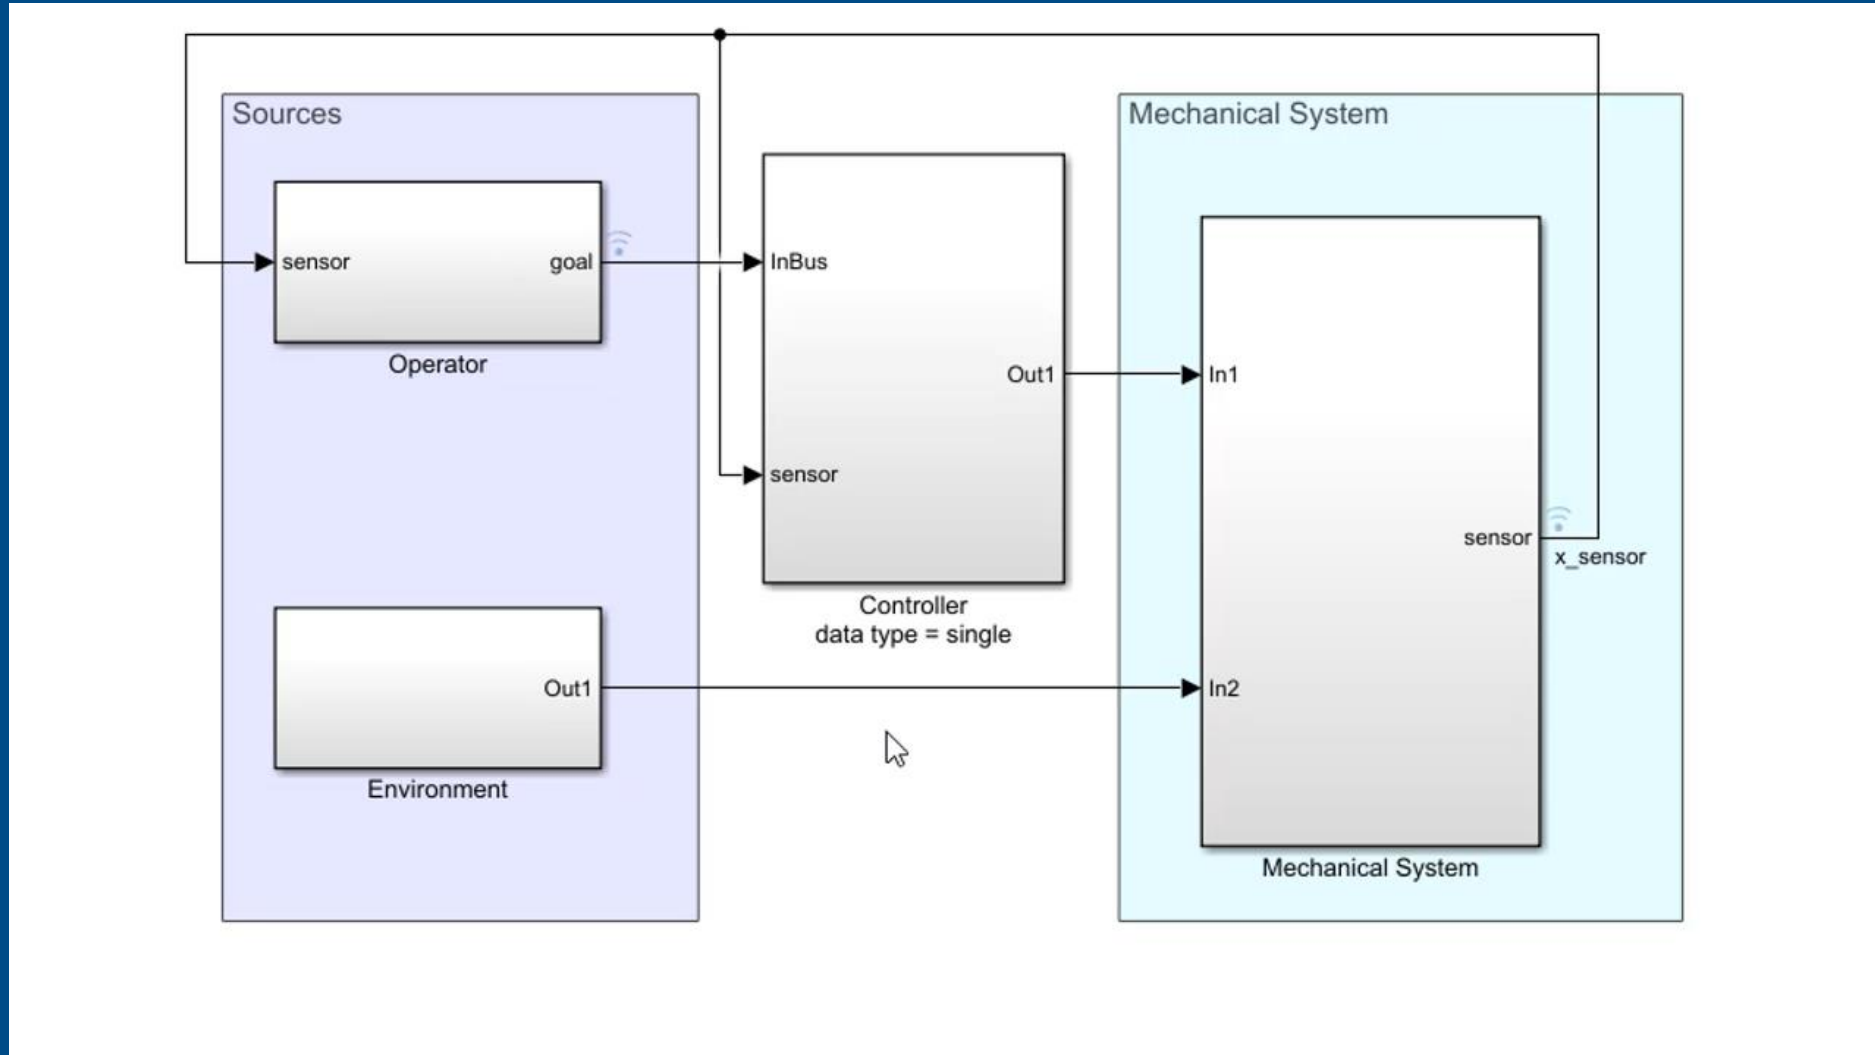 Sources
Mechanical System
sensor
goal
InBus
Operator
Out1
In1
sensor
sensor
x_sensor
Controller
data type = single
Out1
In2
Environment
Mechanical System